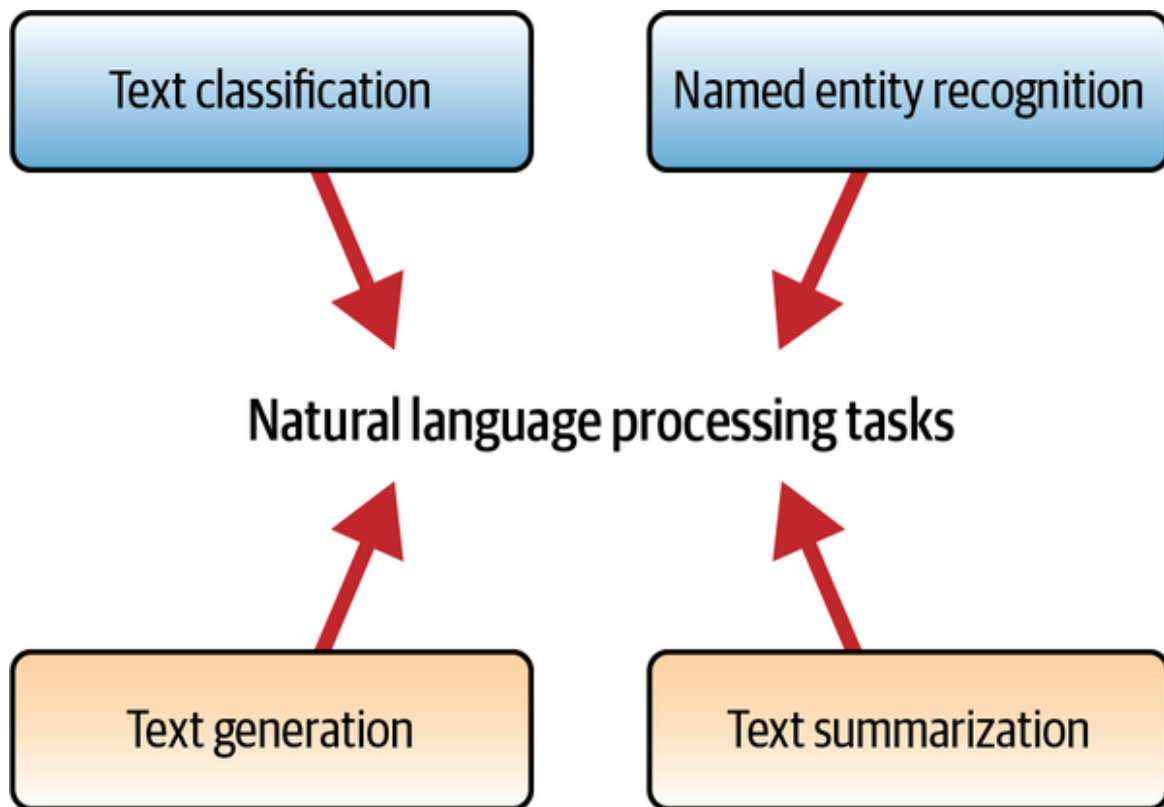 Text classification
Named entity recognition
Natural language processing tasks
Text generation
Text summarization